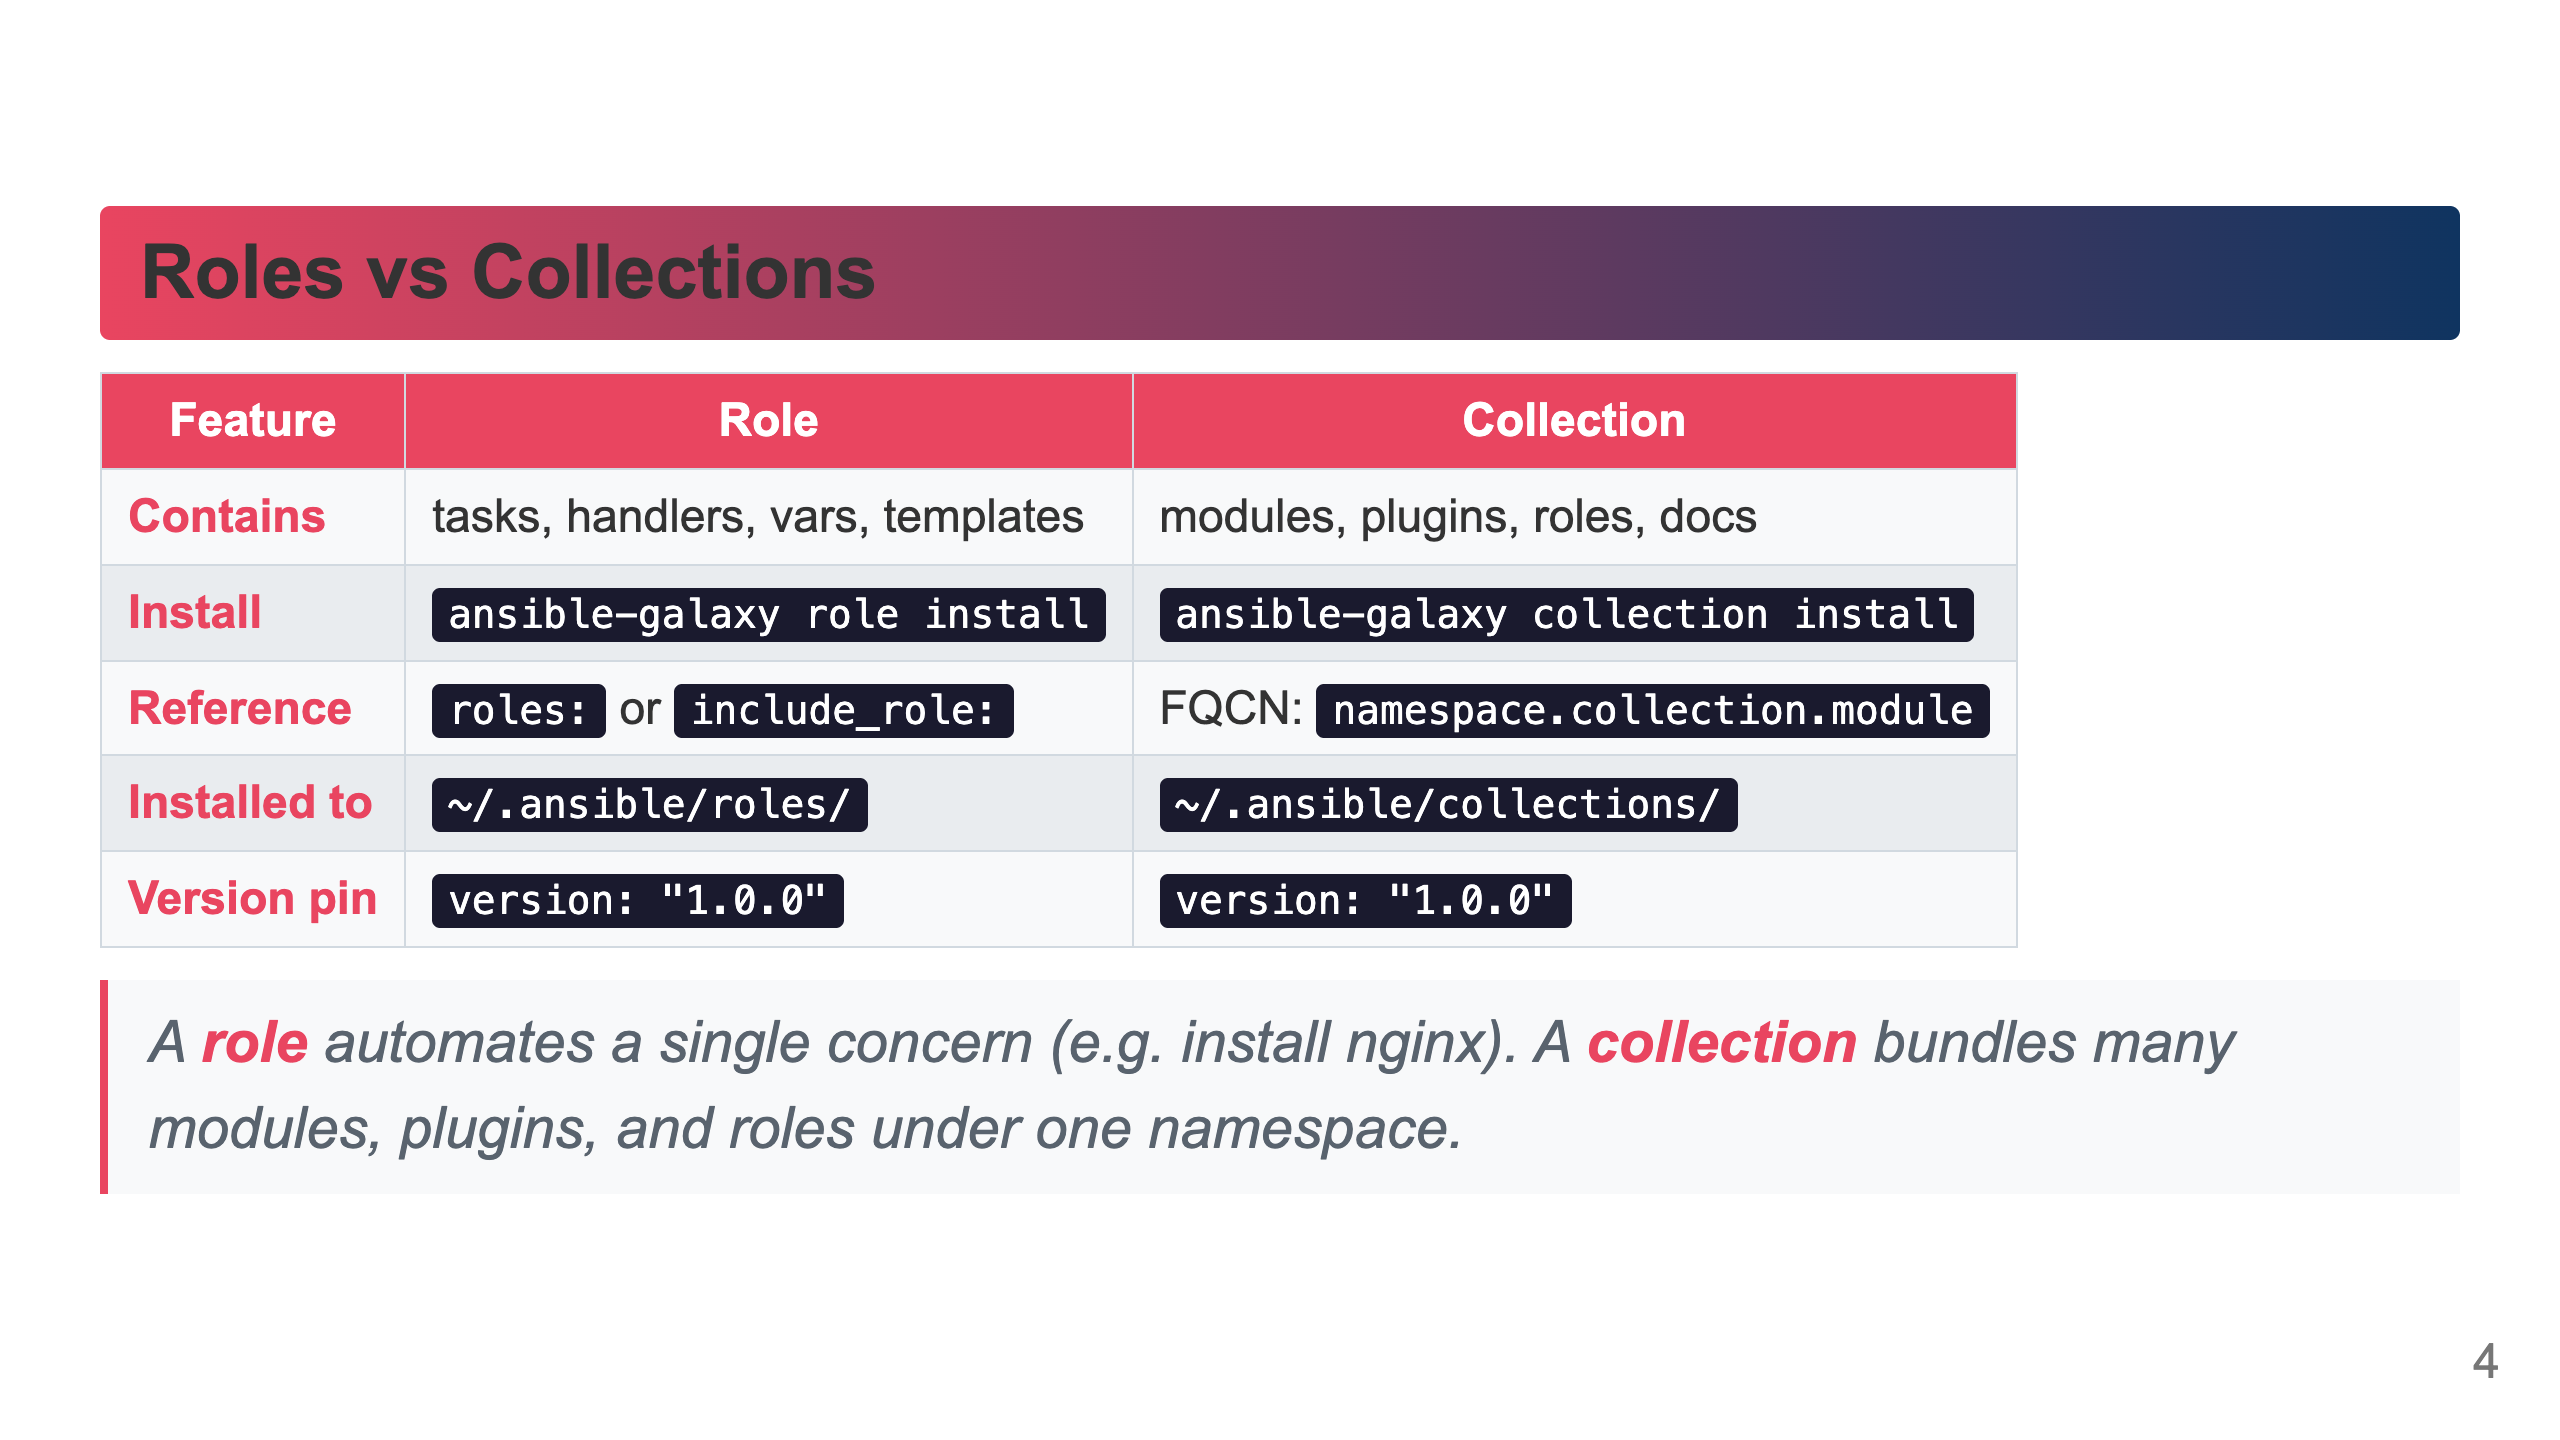 Roles vs Collections
Feature Role Collection
Contains tasks, handlers, vars, templates modules, plugins, roles, docs
Install ansible-galaxy role install ansible-galaxy collection install
Reference roles: or include_role: FQCN: namespace.collection.module
Installed to ~/.ansible/roles/ ~/.ansible/collections/
Version pin version: "1.0.0" version: "1.0.0"
A role automates a single concern (e.g. install nginx). A collection bundles many
modules, plugins, and roles under one namespace.
4